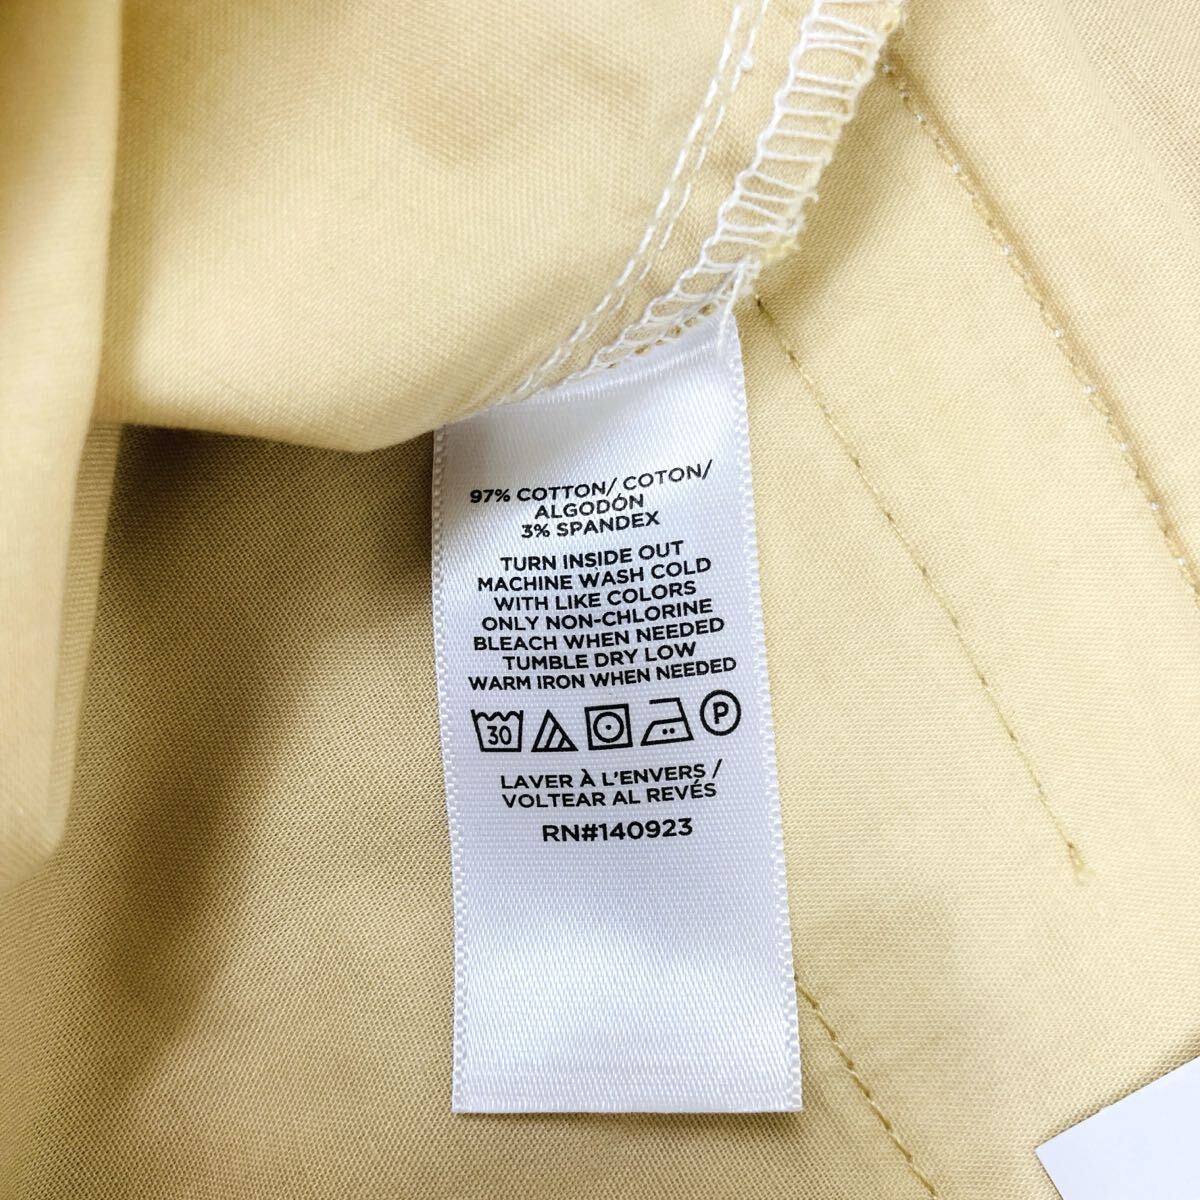 97% COTTON/ COTON/
ALGODÓN
3% SPANDEX
TURN INSIDE OUT
MACHINE WASH COLD
WITH LIKE COLORS
ONLY NON-CHLORINE
BLEACH WHEN NEEDED
TUMBLE DRY LOW
WARM IRON WHEN NEEDED
30 P
LAVER À L'ENVERS /
VOLTEAR AL REVÉS
RN#140923